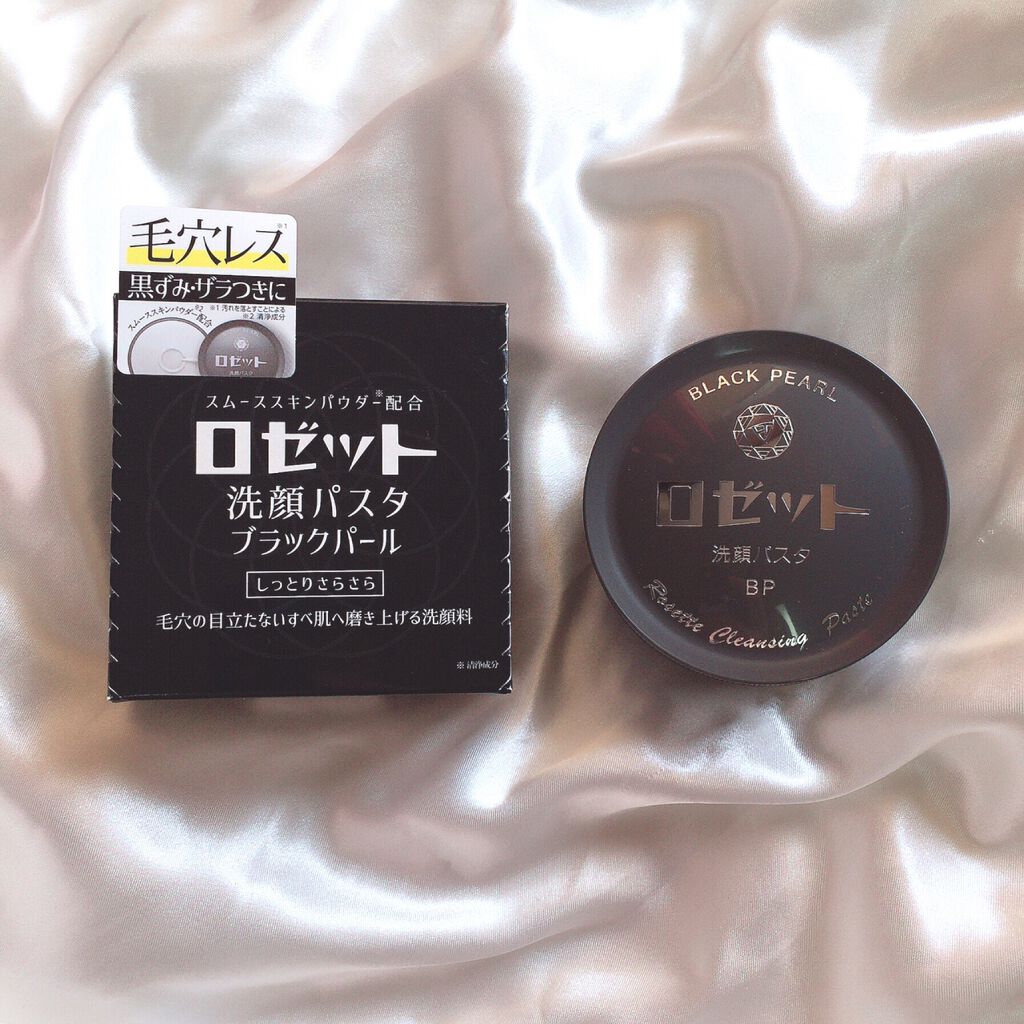 毛穴レス※1
黒ずみ・ザラつきに
スムーススキンパウダー※2配合
※1 汚れを落とすことによる
※2 清浄成分
ロゼット
洗顔パスタ
スムーススキンパウダー※配合
ロゼット
洗顔パスタ
ブラックパール
しっとりさらさら
毛穴の目立たないすべ肌へ磨き上げる洗顔料
※清浄成分
BLACK PEARL
ロゼット
洗顔パスタ
BP
Rosette Cleansing Paste